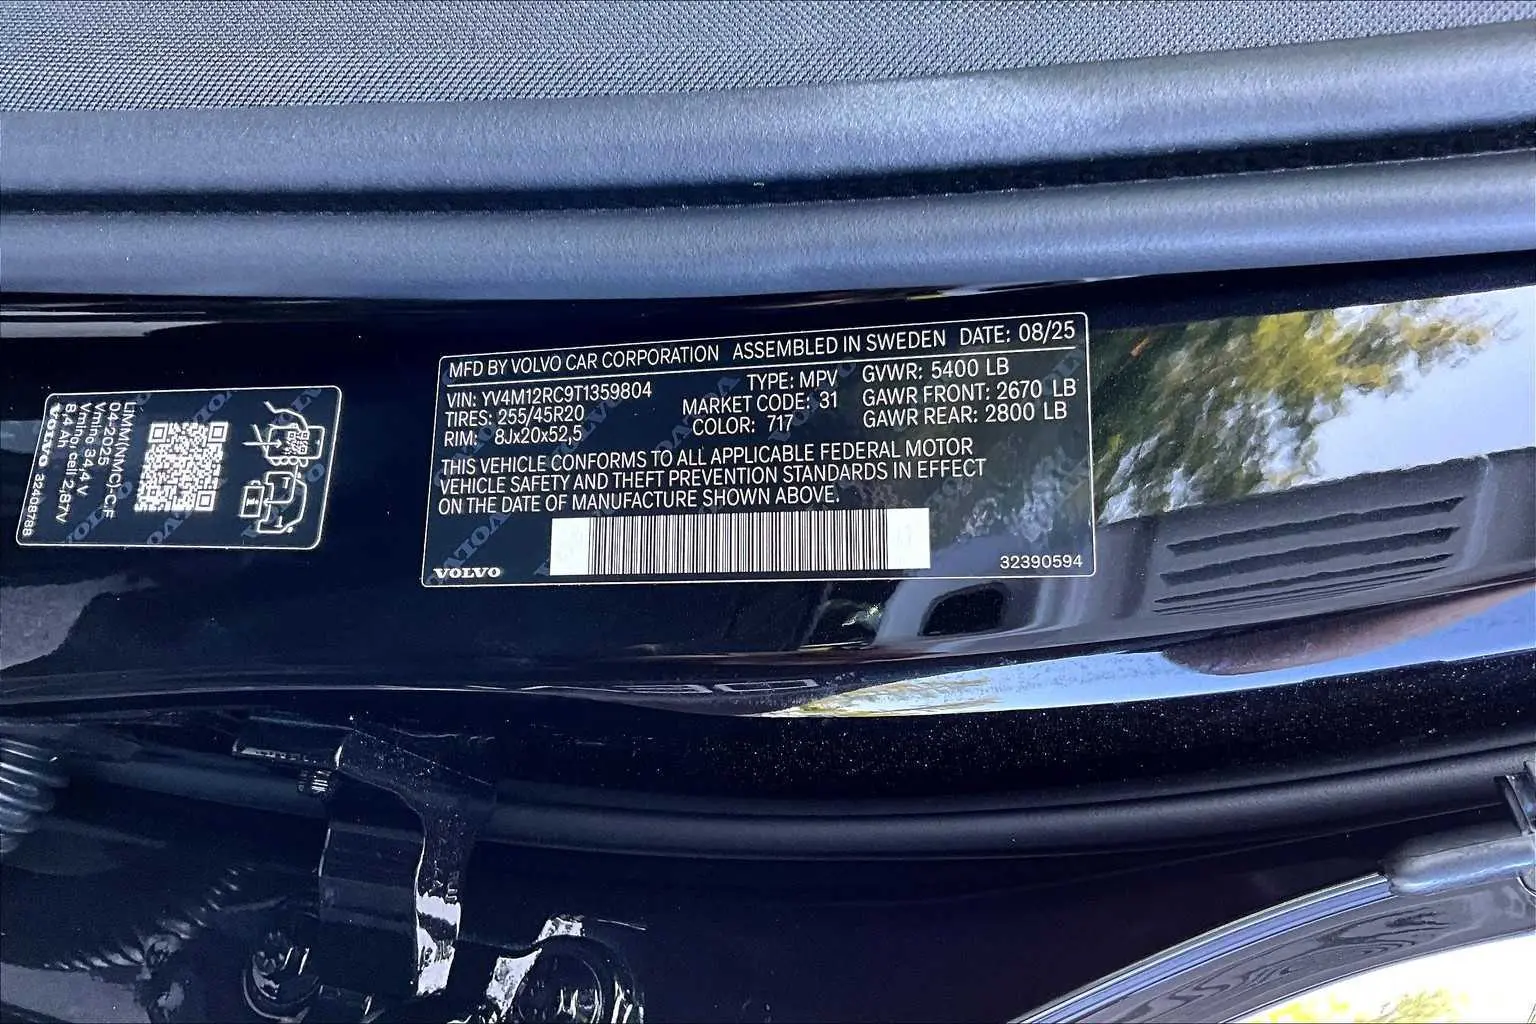 MFD BY VOLVO CAR CORPORATION ASSEMBLED IN SWEDEN DATE: 08/25
VIN: YV4M12RC9T1359804 TYPE: MPV GVWR: 5400 LB
TIRES: 255/45R20 MARKET CODE: 31 GAWR FRONT: 2670 LB
RIM: 8Jx20x52,5 COLOR: 717 GAWR REAR: 2800 LB
THIS VEHICLE CONFORMS TO ALL APPLICABLE FEDERAL MOTOR
VEHICLE SAFETY AND THEFT PREVENTION STANDARDS IN EFFECT
ON THE DATE OF MANUFACTURE SHOWN ABOVE.
VOLVO 32390594
04-2025
Vmin: 34,4 V
Vmin, cell: 2,87V
8,4 Ah
VOLVO 32408788